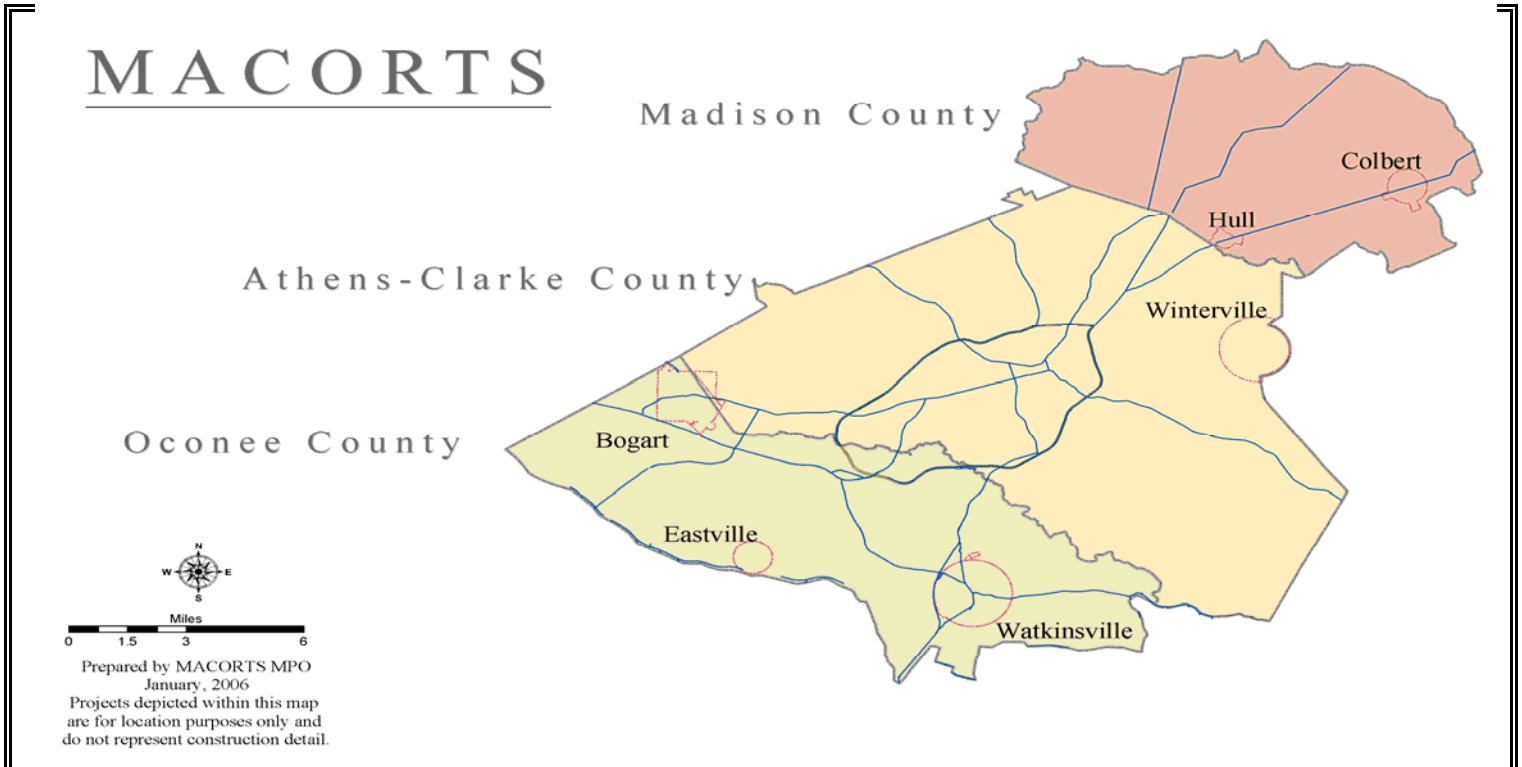 MACORTS
Madison County
Colbert
Hull
Athens-Clarke County
Winterville
Oconee County
Bogart
Eastville
Watkinsville
N
W E
S
Miles
0 1.5 3 6
Prepared by MACORTS MPO
January, 2006
Projects depicted within this map
are for location purposes only and
do not represent construction detail.